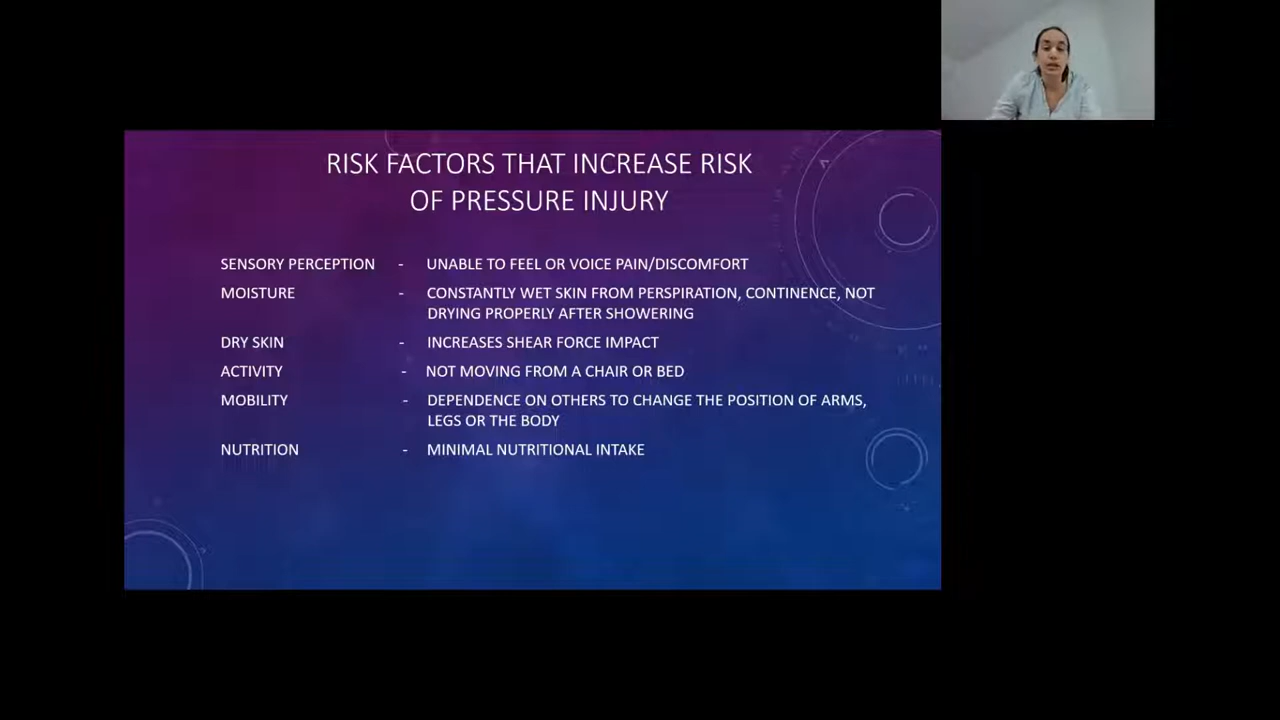 RISK FACTORS THAT INCREASE RISK
OF PRESSURE INJURY
SENSORY PERCEPTION - UNABLE TO FEEL OR VOICE PAIN/DISCOMFORT
MOISTURE - CONSTANTLY WET SKIN FROM PERSPIRATION, CONTINENCE, NOT
DRYING PROPERLY AFTER SHOWERING
DRY SKIN - INCREASES SHEAR FORCE IMPACT
ACTIVITY - NOT MOVING FROM A CHAIR OR BED
MOBILITY - DEPENDENCE ON OTHERS TO CHANGE THE POSITION OF ARMS,
LEGS OR THE BODY
NUTRITION - MINIMAL NUTRITIONAL INTAKE